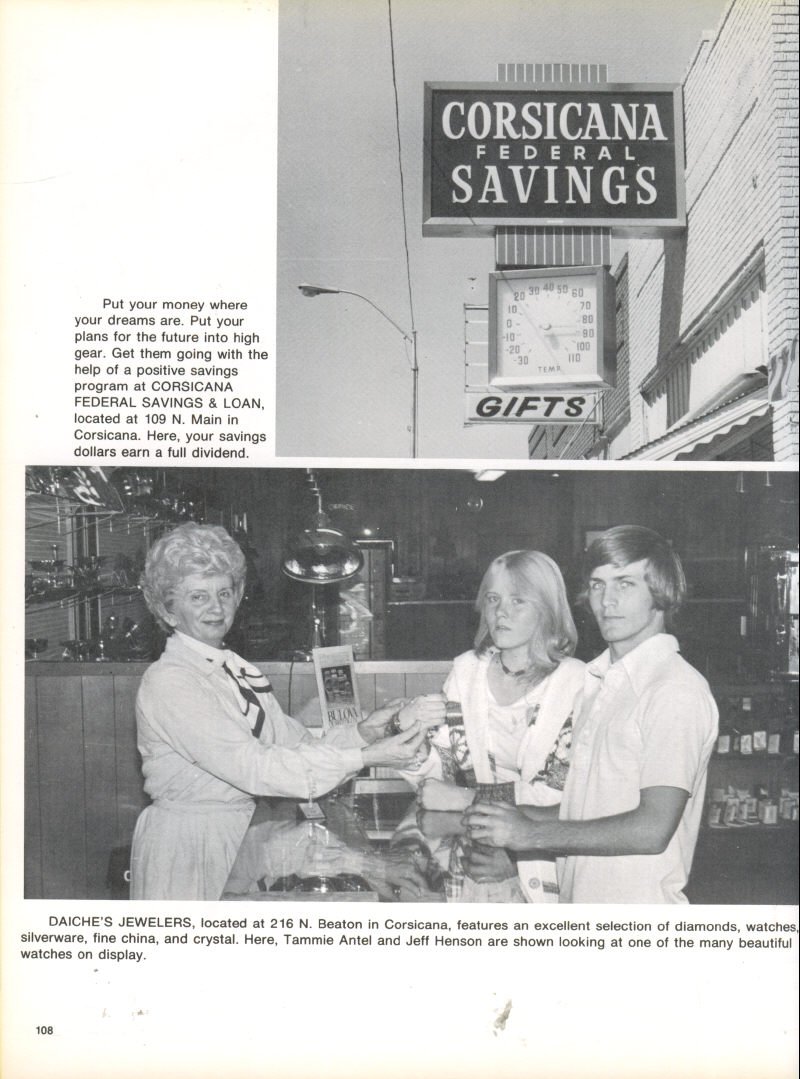 CORSICANA
FEDERAL
SAVINGS
20 30 40 50 60
10 70
0 80
-10 90
-20 100
-30 110
TEMP.
GIFTS
Put your money where
your dreams are. Put your
plans for the future into high
gear. Get them going with the
help of a positive savings
program at CORSICANA
FEDERAL SAVINGS & LOAN,
located at 109 N. Main in
Corsicana. Here, your savings
dollars earn a full dividend.
BULOVA
DAICHE'S JEWELERS, located at 216 N. Beaton in Corsicana, features an excellent selection of diamonds, watches,
silverware, fine china, and crystal. Here, Tammie Antel and Jeff Henson are shown looking at one of the many beautiful
watches on display.
108